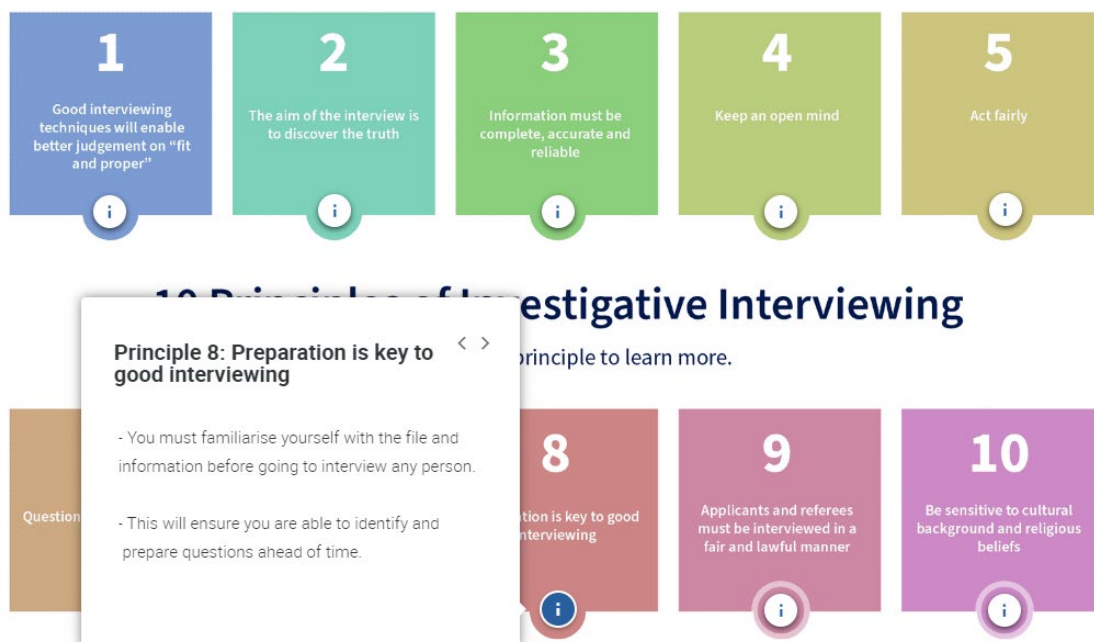 1
Good interviewing
techniques will enable
better judgement on “fit
and proper”
2
The aim of the interview is
to discover the truth
3
Information must be
complete, accurate and
reliable
4
Keep an open mind
5
Act fairly
Investigative Interviewing
principle to learn more.
Principle 8: Preparation is key to
good interviewing
- You must familiarise yourself with the file and
information before going to interview any person.
- This will ensure you are able to identify and
prepare questions ahead of time.
Question
8
is key to good
interviewing
9
Applicants and referees
must be interviewed in a
fair and lawful manner
10
Be sensitive to cultural
background and religious
beliefs